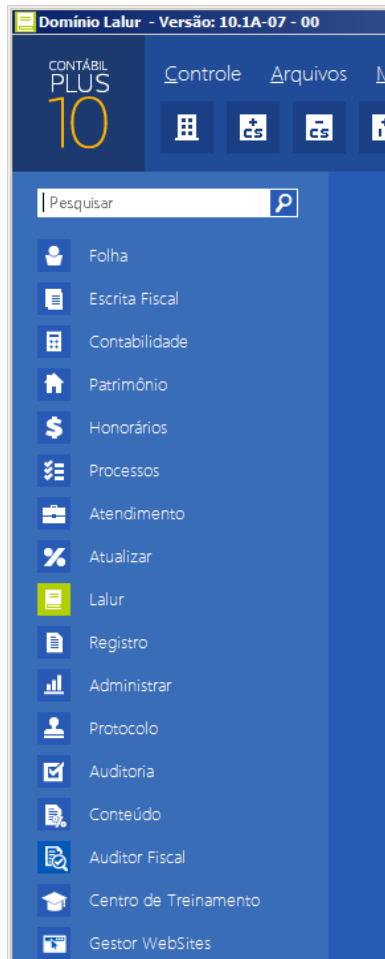 Domínio Lalur - Versão: 10.1A-07 - 00
CONTÁBIL
PLUS
10
Controle Arquivos
Pesquisar
Folha
Escrita Fiscal
Contabilidade
Patrimônio
Honorários
Processos
Atendimento
Atualizar
Lalur
Registro
Administrar
Protocolo
Auditoria
Conteúdo
Auditor Fiscal
Centro de Treinamento
Gestor WebSites